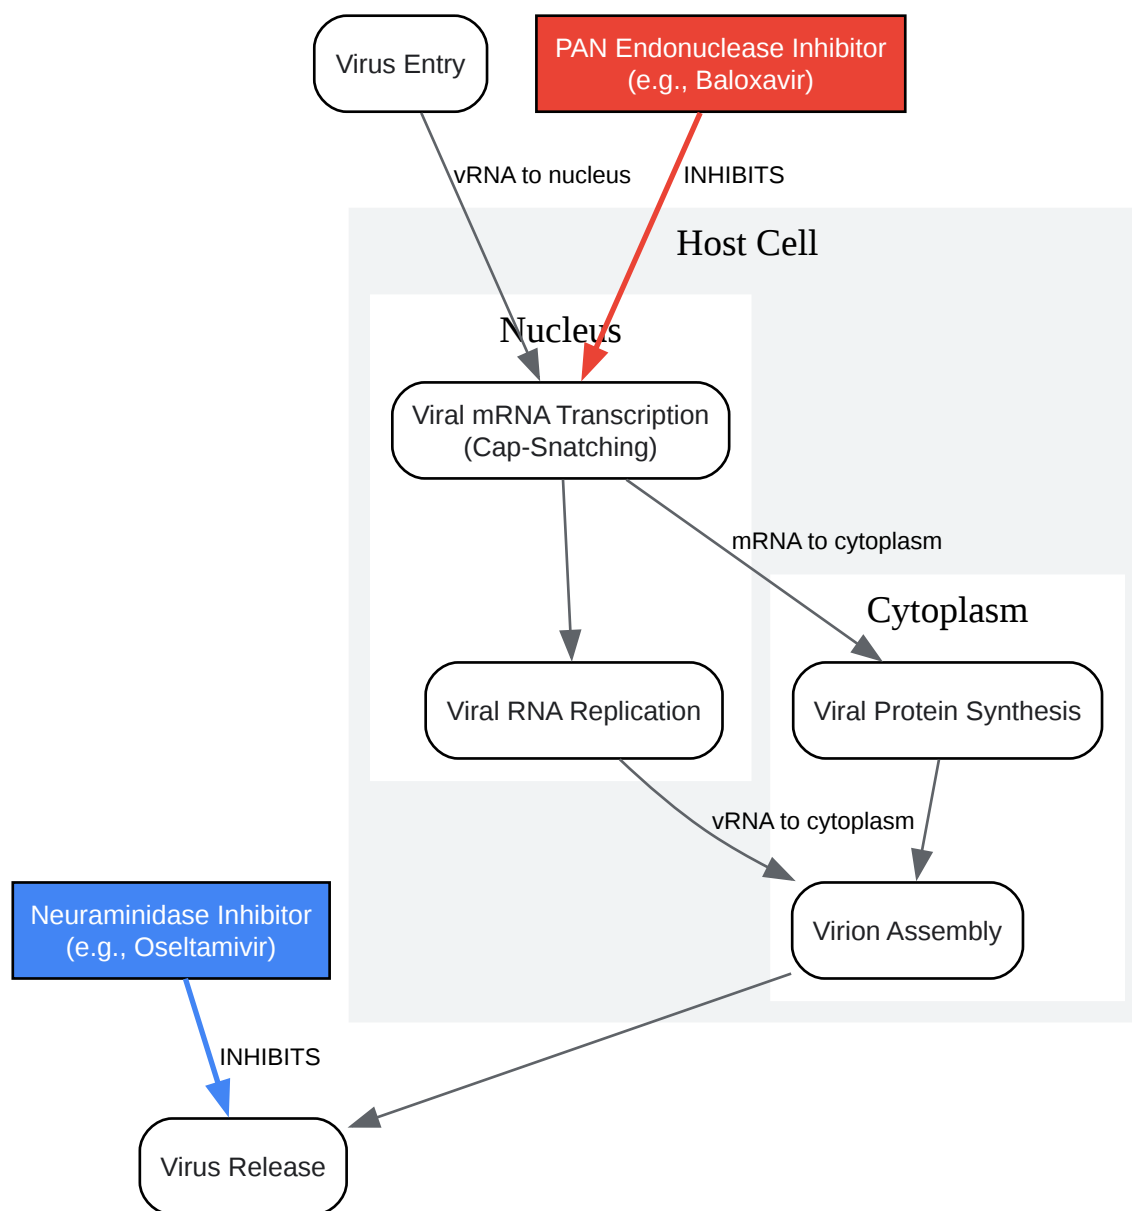 Virus Entry
PAN Endonuclease Inhibitor
(e.g., Baloxavir)
vRNA to nucleus
INHIBITS
Host Cell
Nucleus
Viral mRNA Transcription
(Cap-Snatching)
mRNA to cytoplasm
Cytoplasm
Viral RNA Replication
Viral Protein Synthesis
vRNA to cytoplasm
Neuraminidase Inhibitor
(e.g., Oseltamivir)
Virion Assembly
INHIBITS
Virus Release